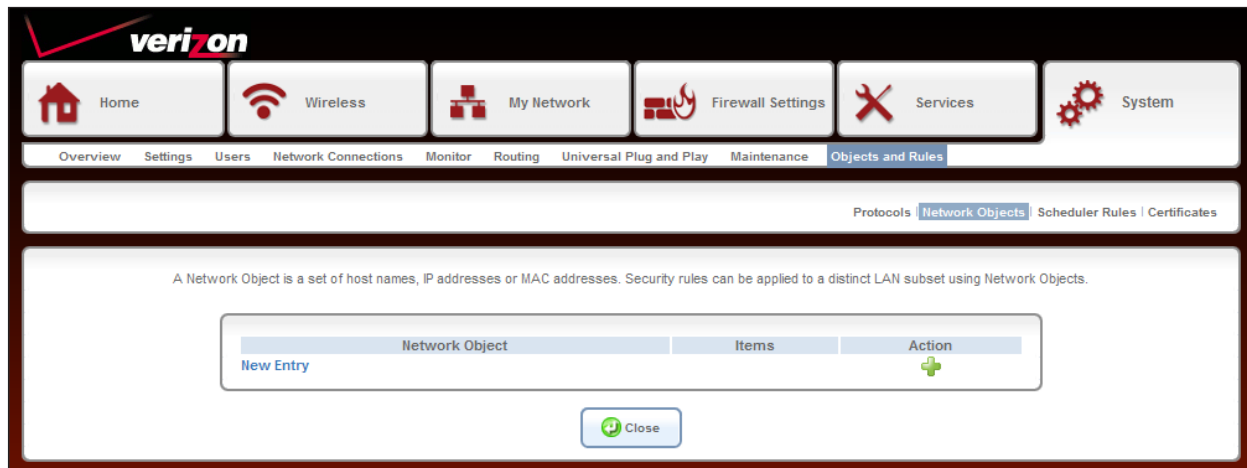 verizon
Home Wireless My Network Firewall Settings Services System
Overview Settings Users Network Connections Monitor Routing Universal Plug and Play Maintenance Objects and Rules
Protocols | Network Objects | Scheduler Rules | Certificates
A Network Object is a set of host names, IP addresses or MAC addresses. Security rules can be applied to a distinct LAN subset using Network Objects.
Network Object Items Action
New Entry
Close